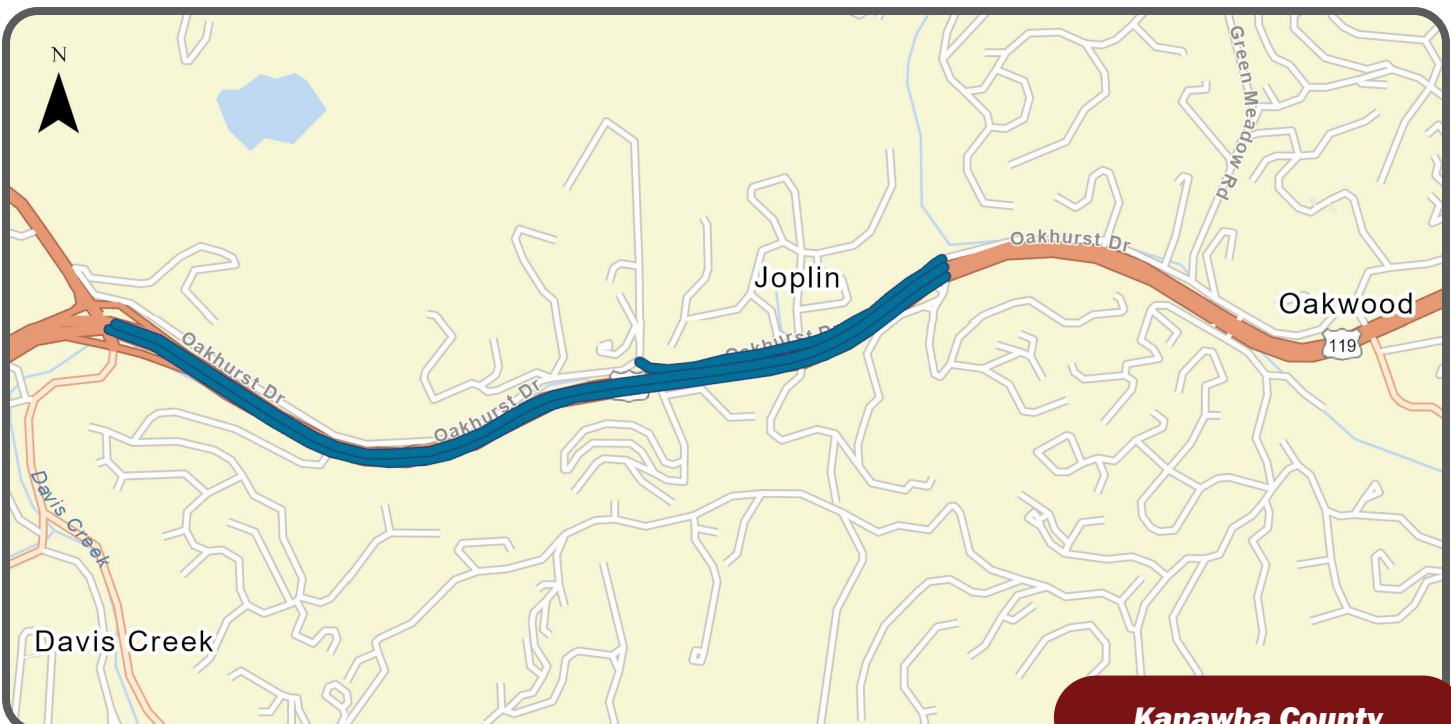 N
Green Meadow Rd
Oakhurst Dr
Joplin
Oakwood
119
Oakhurst Dr
Oakhurst Dr
Oakhurst Dr
Davis Creek
Davis Creek
Kanawha County